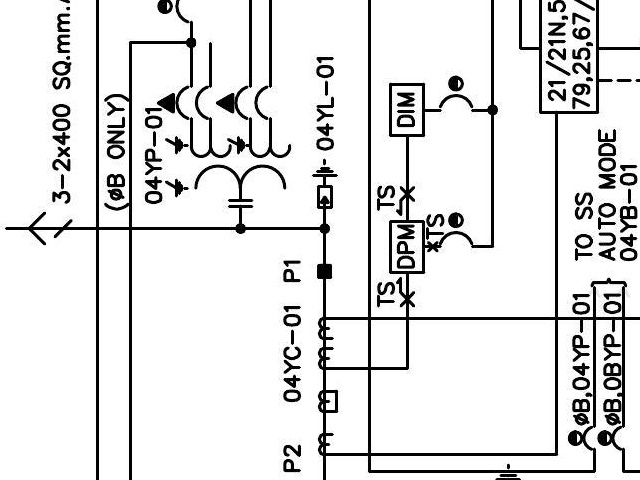 3-2x400 SQ.mm.
(øB ONLY)
04YP-01
04YL-01
P1
04YC-01
P2
DIM
TS
DPM
TS
TS
21/21N,5
79,25,67/
TO SS
AUTO MODE
04YB-01
øB,04YP-01
øB,0BYP-01